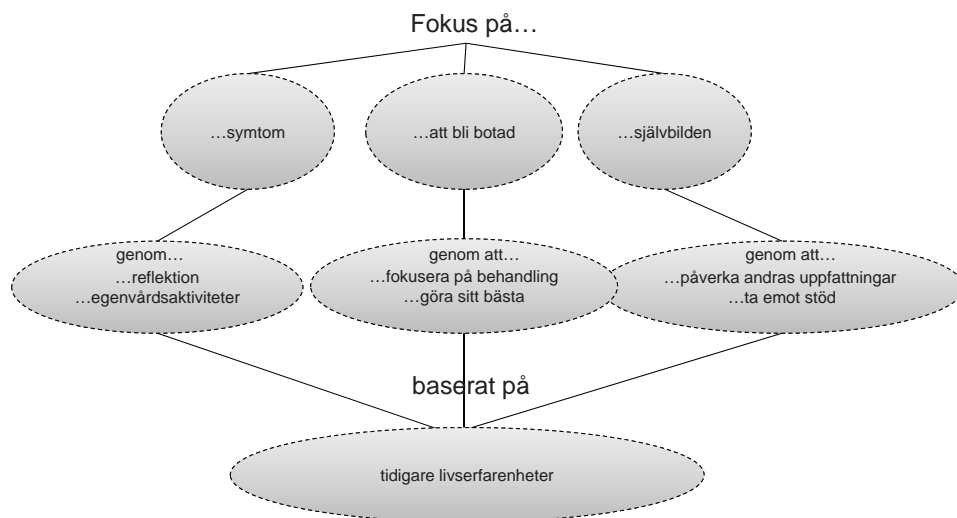 Fokus på…
…symtom
…att bli botad
…självbilden
genom…
…reflektion
…egenvårdsaktiviteter
genom att…
…fokusera på behandling
…göra sitt bästa
genom att…
…påverka andras uppfattningar
…ta emot stöd
baserat på
tidigare livserfarenheter